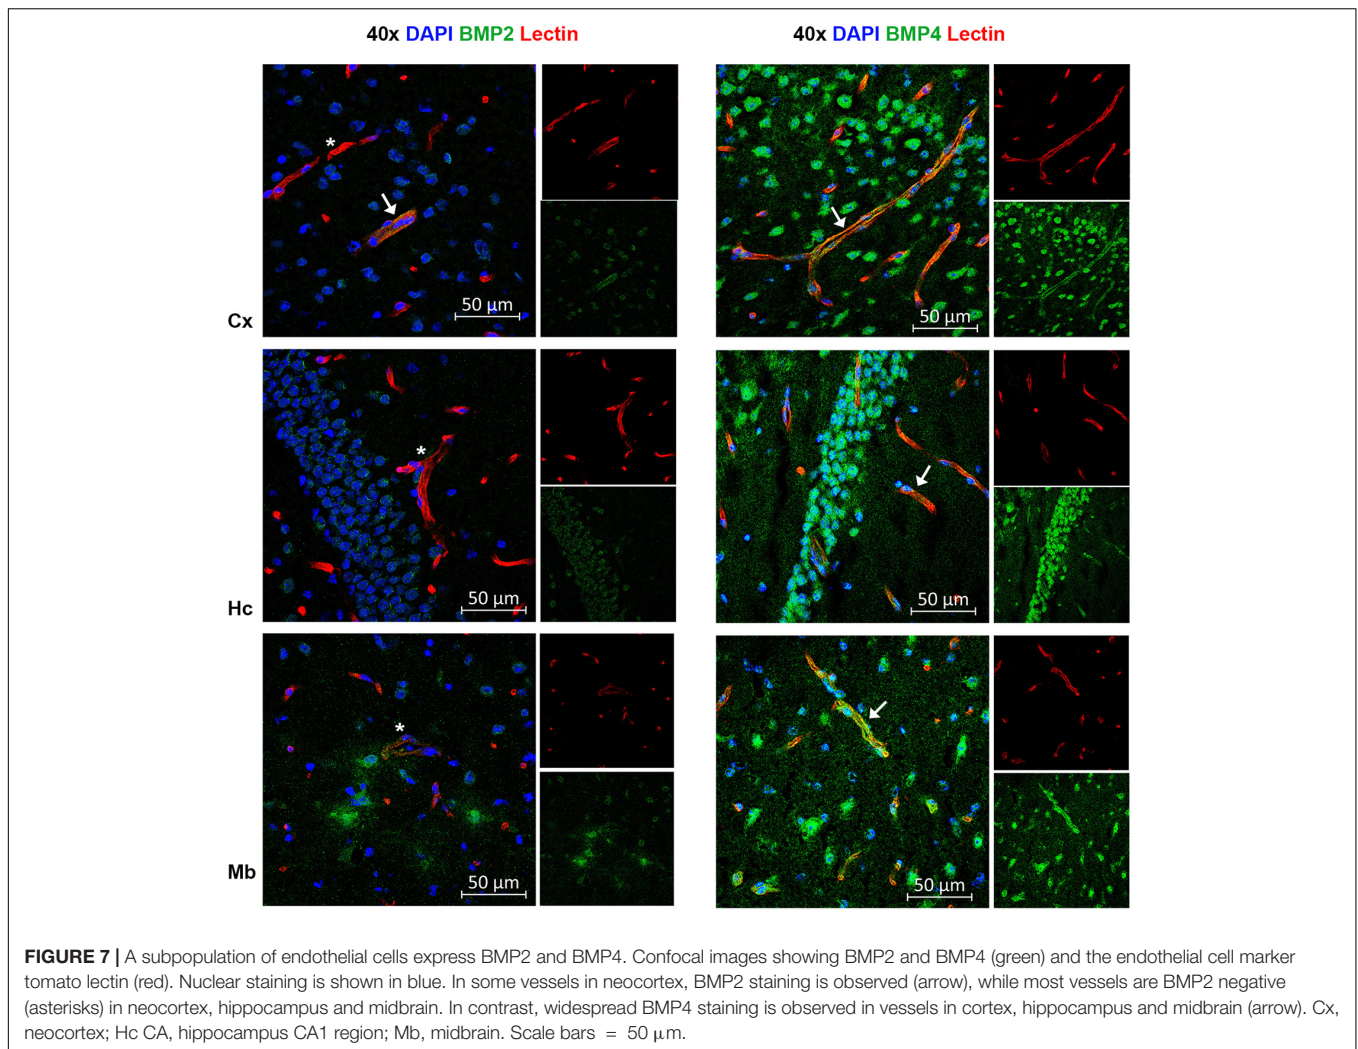 40x DAPI BMP2 Lectin
40x DAPI BMP4 Lectin
*
50 µm
50 µm
Cx
*
50 µm
50 µm
Hc
*
50 µm
50 µm
Mb
FIGURE 7 | A subpopulation of endothelial cells express BMP2 and BMP4. Confocal images showing BMP2 and BMP4 (green) and the endothelial cell marker
tomato lectin (red). Nuclear staining is shown in blue. In some vessels in neocortex, BMP2 staining is observed (arrow), while most vessels are BMP2 negative
(asterisks) in neocortex, hippocampus and midbrain. In contrast, widespread BMP4 staining is observed in vessels in cortex, hippocampus and midbrain (arrow). Cx,
neocortex; Hc CA, hippocampus CA1 region; Mb, midbrain. Scale bars = 50 µm.